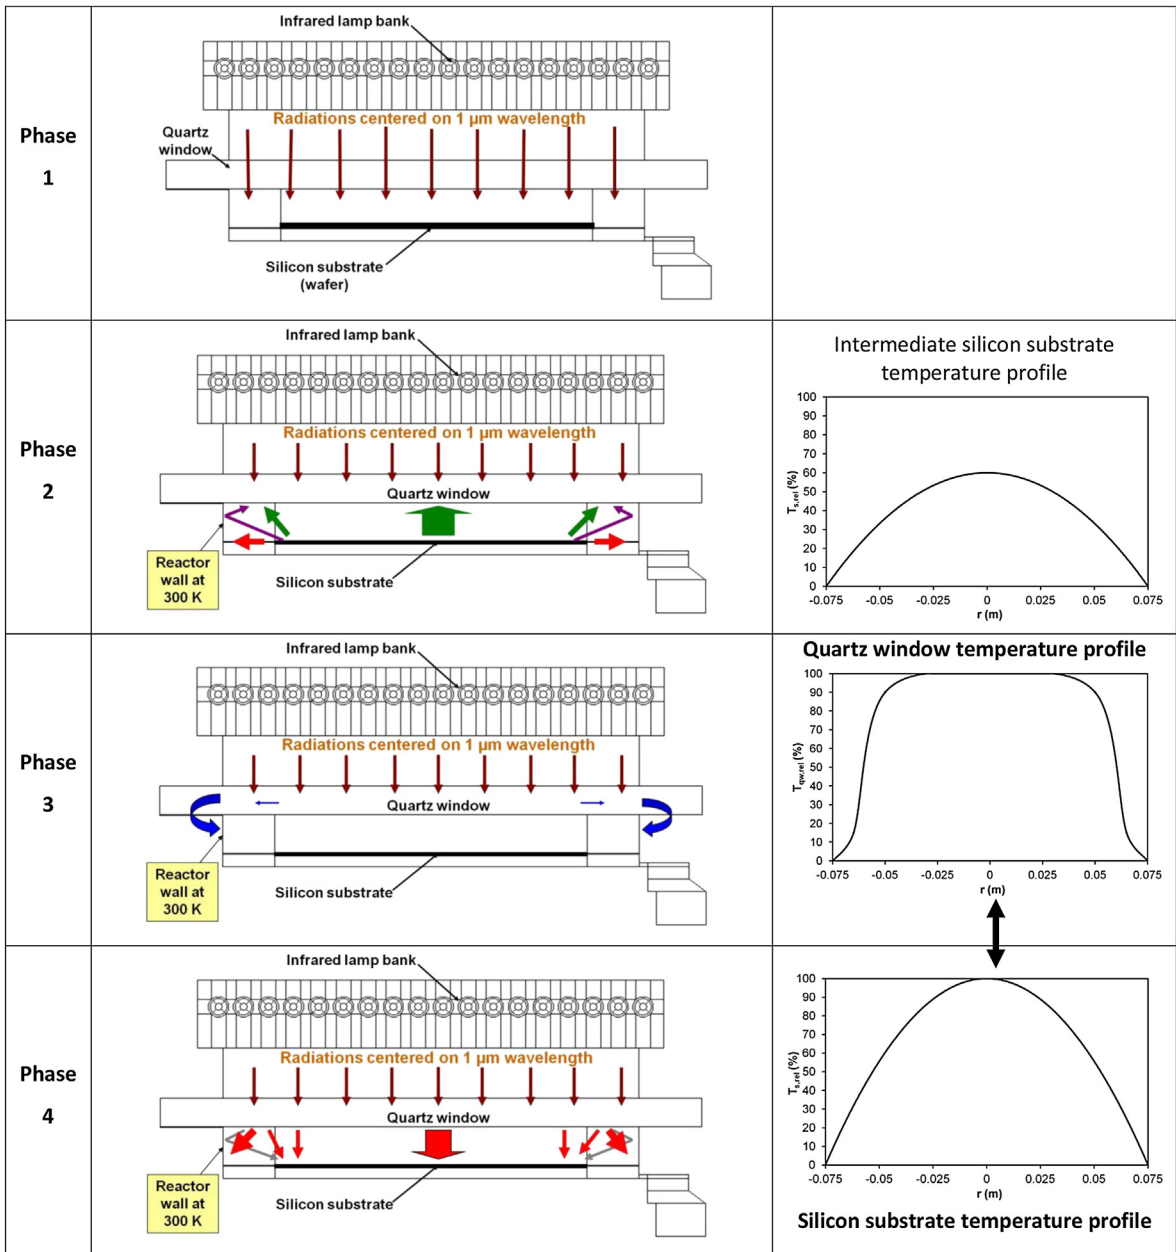 Phase
1
Infrared lamp bank
Radiations centered on 1 µm wavelength
Quartz
window
Silicon substrate
(wafer)
Phase
2
Infrared lamp bank
Radiations centered on 1 µm wavelength
Quartz window
Reactor
wall at
300 K
Silicon substrate
Intermediate silicon substrate
temperature profile
100
90
80
70
60
50
40
30
20
10
0
Ts,rel (%)
-0.075 -0.05 -0.025 0 0.025 0.05 0.075
r (m)
Phase
3
Infrared lamp bank
Radiations centered on 1 µm wavelength
Quartz window
Reactor
wall at
300 K
Silicon substrate
Quartz window temperature profile
100
90
80
70
60
50
40
30
20
10
0
Tqw,rel (%)
-0.075 -0.05 -0.025 0 0.025 0.05 0.075
r (m)
Phase
4
Infrared lamp bank
Radiations centered on 1 µm wavelength
Quartz window
Reactor
wall at
300 K
Silicon substrate
100
90
80
70
60
50
40
30
20
10
0
Ts,rel (%)
-0.075 -0.05 -0.025 0 0.025 0.05 0.075
r (m)
Silicon substrate temperature profile